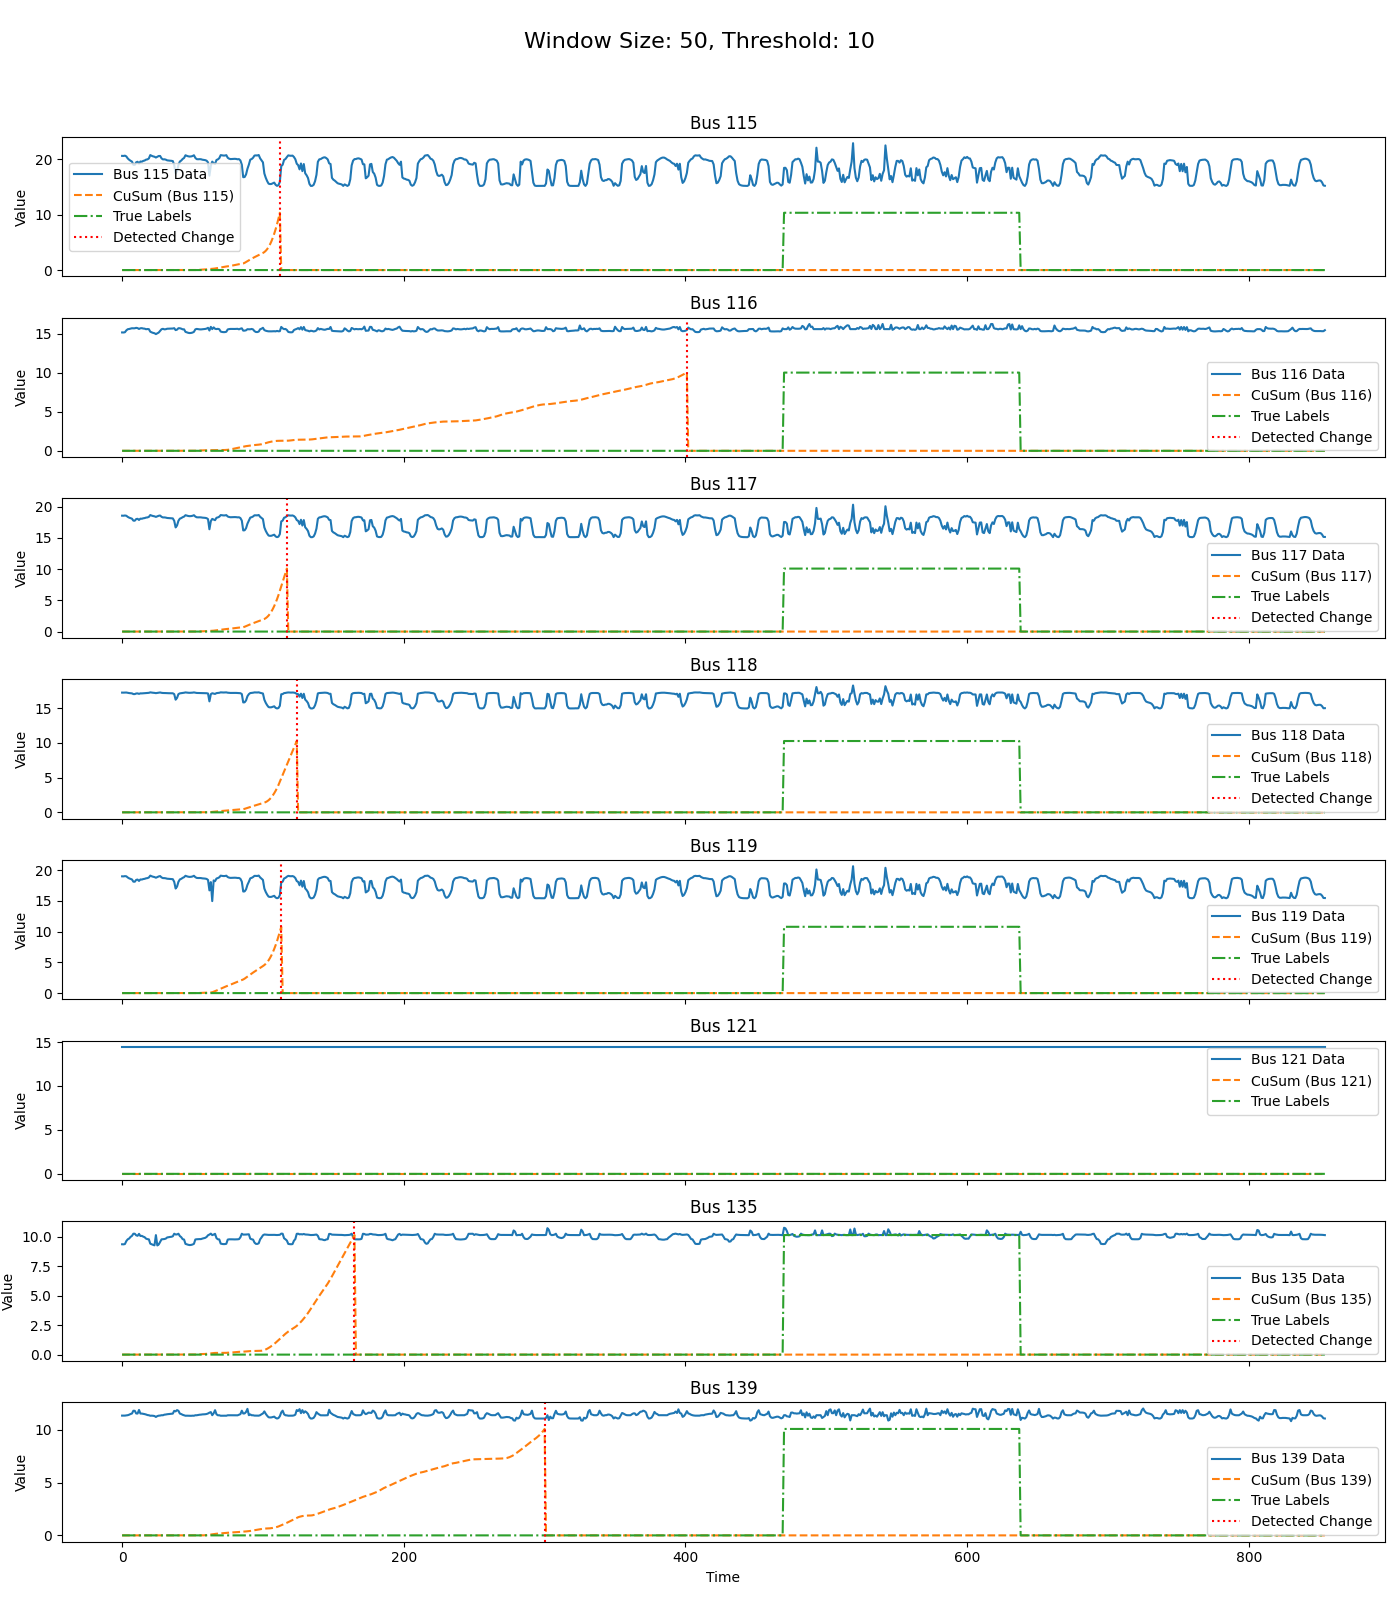 Window Size: 50, Threshold: 10
Bus 115
Value
20
10
0
Bus 115 Data
CuSum (Bus 115)
True Labels
Detected Change
Bus 116
Value
15
10
5
0
Bus 116 Data
CuSum (Bus 116)
True Labels
Detected Change
Bus 117
Value
20
15
10
5
0
Bus 117 Data
CuSum (Bus 117)
True Labels
Detected Change
Bus 118
Value
15
10
5
0
Bus 118 Data
CuSum (Bus 118)
True Labels
Detected Change
Bus 119
Value
20
15
10
5
0
Bus 119 Data
CuSum (Bus 119)
True Labels
Detected Change
Bus 121
Value
15
10
5
0
Bus 121 Data
CuSum (Bus 121)
True Labels
Bus 135
Value
10.0
7.5
5.0
2.5
0.0
Bus 135 Data
CuSum (Bus 135)
True Labels
Detected Change
Bus 139
Value
10
5
0
Bus 139 Data
CuSum (Bus 139)
True Labels
Detected Change
0 200 400 600 800
Time